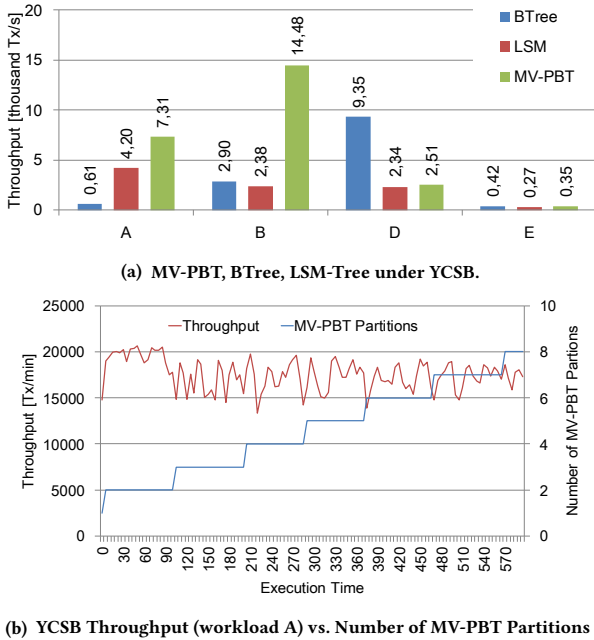 Throughput [thousand Tx/s]
20
15
10
5
0
BTree
LSM
MV-PBT
0,61
4,20
7,31
2,90
2,38
14,48
9,35
2,34
2,51
0,42
0,27
0,35
A B D E
(a) MV-PBT, BTree, LSM-Tree under YCSB.
Throughput [Tx/min]
25000
20000
15000
10000
5000
0
Throughput MV-PBT Partitions
10
8
6
4
2
0
Number of MV-PBT Partions
0 30 60 90 120 150 180 210 240 270 300 330 360 390 420 450 480 510 540 570
Execution Time
(b) YCSB Throughput (workload A) vs. Number of MV-PBT Partitions